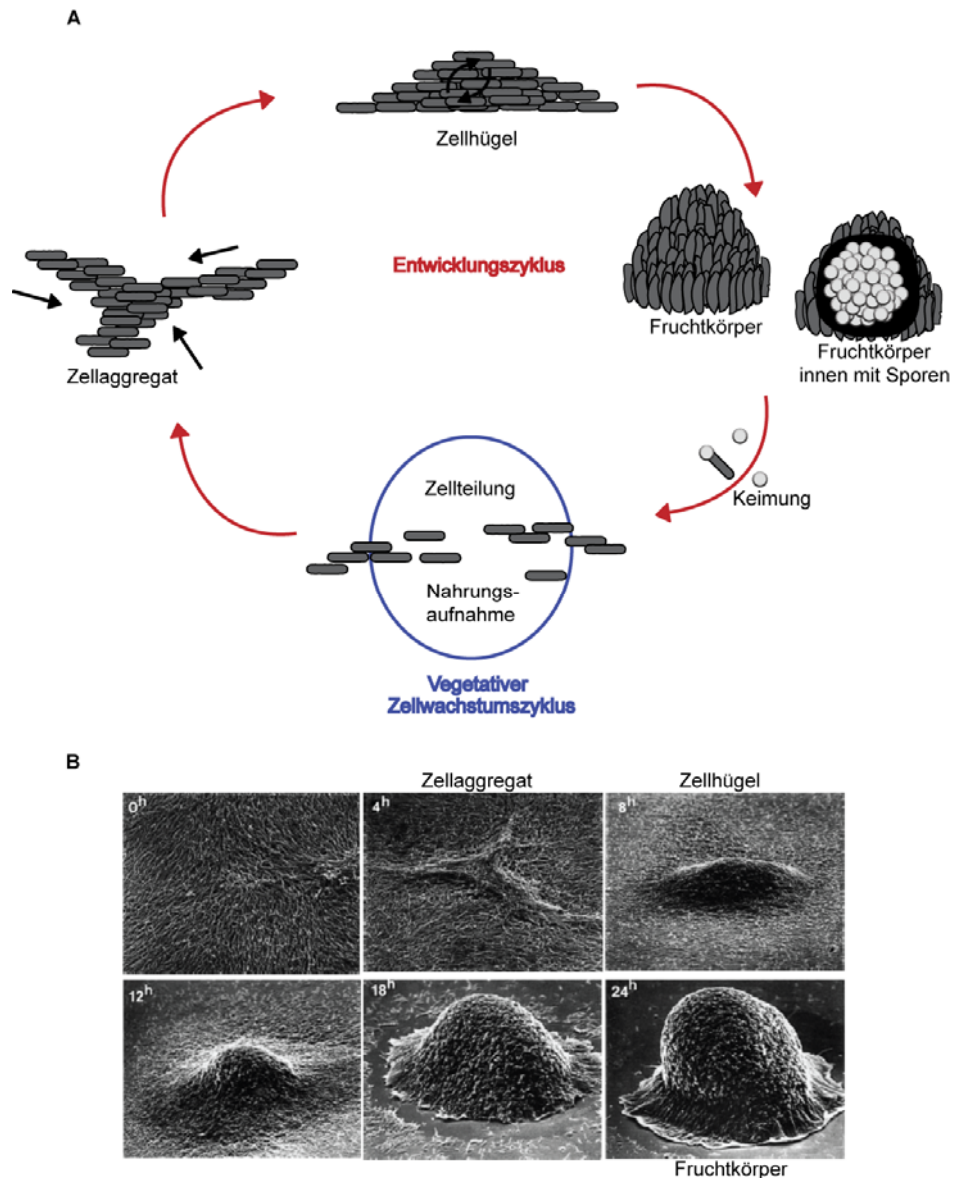 A
Zellhügel
Entwicklungszyklus
Fruchtkörper
Fruchtkörper
innen mit Sporen
Zellaggregat
Keimung
Zellteilung
Nahrungs-
aufnahme
Vegetativer
Zellwachstumszyklus
B
Zellaggregat
Zellhügel
0h
4h
8h
12h
18h
24h
Fruchtkörper